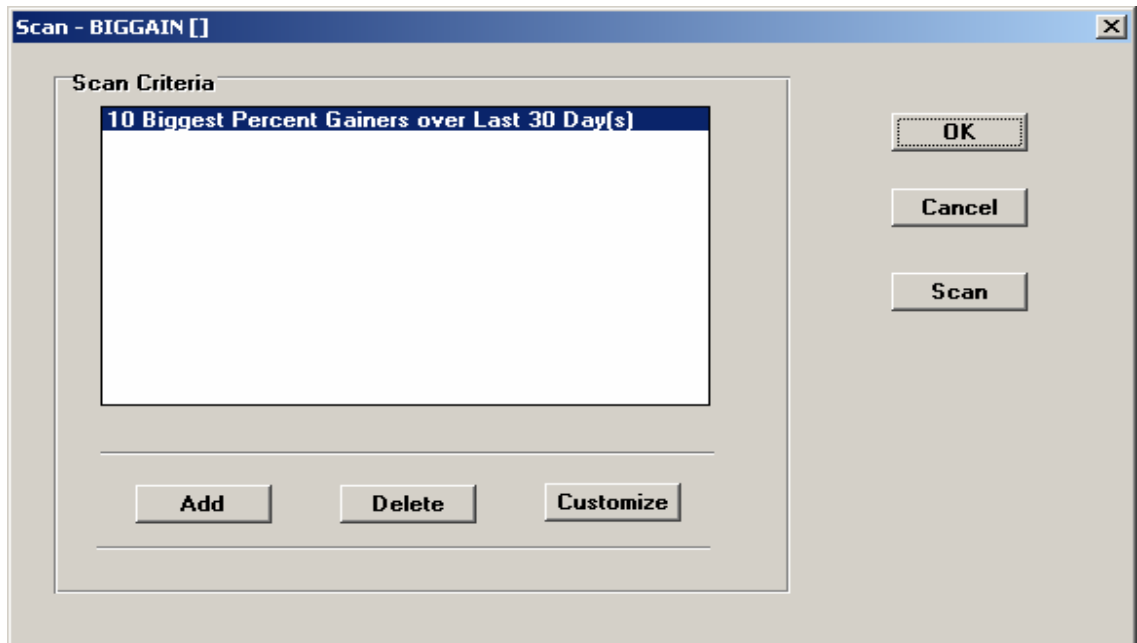 Scan - BIGGAIN []
Scan Criteria
10 Biggest Percent Gainers over Last 30 Day(s)
OK
Cancel
Scan
Add Delete Customize